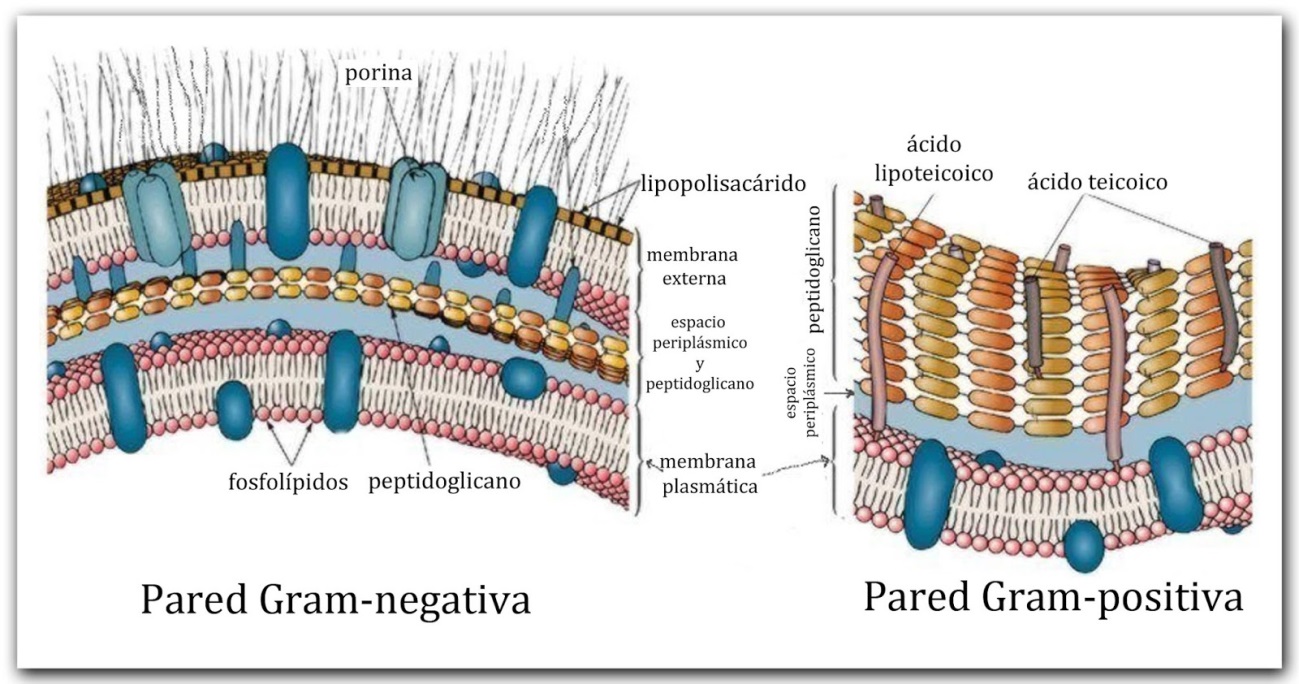 porina
lipopolisacárido
membrana
externa
espacio
periplásmico
y
peptidoglicano
membrana
plasmática
fosfolípidos
peptidoglicano
Pared Gram-negativa
ácido
lipoteicoico
ácido teicoico
peptidoglicano
espacio
periplásmico
Pared Gram-positiva